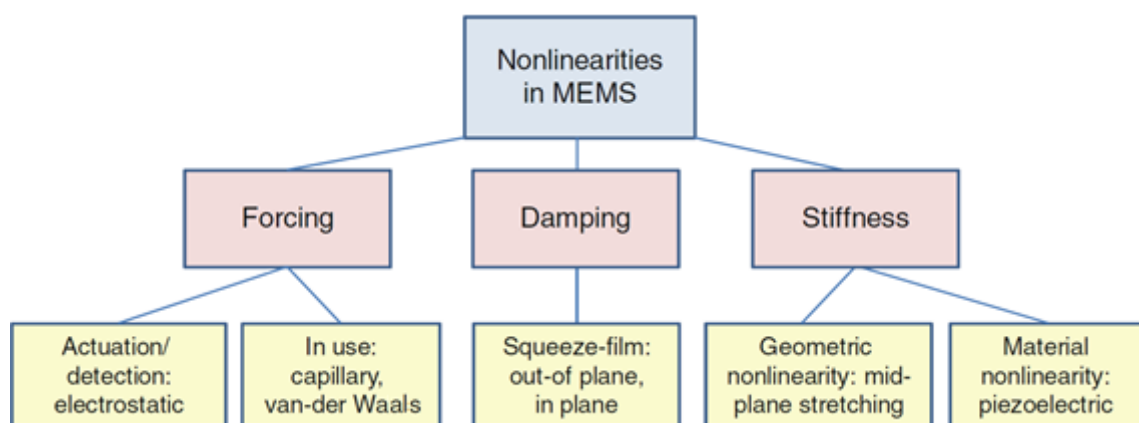 Nonlinearities
in MEMS
Forcing
Damping
Stiffness
Actuation/
detection:
electrostatic
In use:
capillary,
van-der Waals
Squeeze-film:
out-of plane,
in plane
Geometric
nonlinearity: mid-
plane stretching
Material
nonlinearity:
piezoelectric